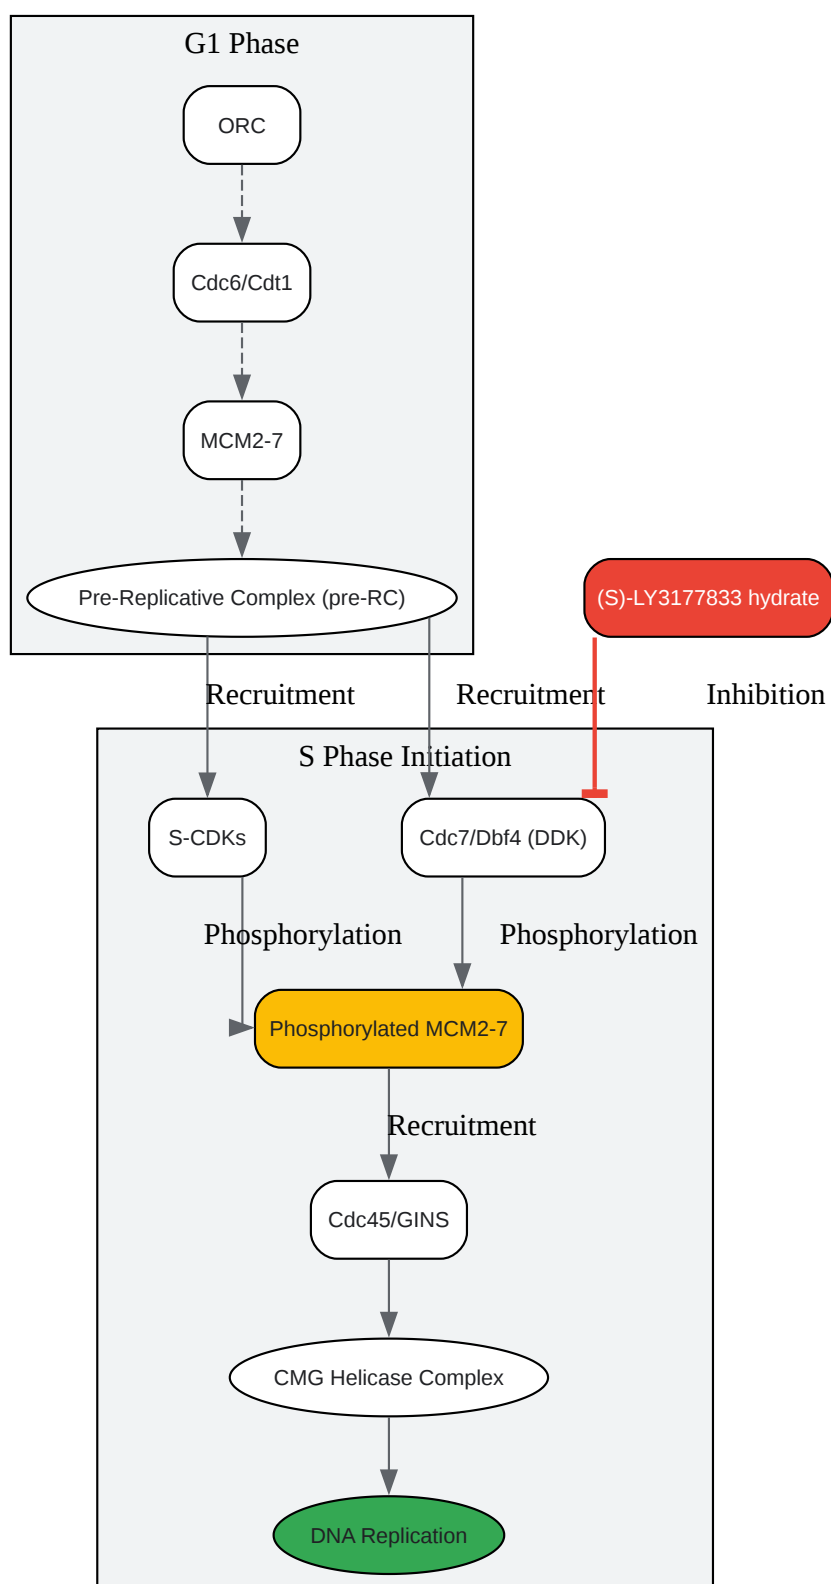 G1 Phase
ORC
Cdc6/Cdt1
MCM2-7
Pre-Replicative Complex (pre-RC)
(S)-LY3177833 hydrate
Recruitment
Recruitment
Inhibition
S Phase Initiation
S-CDKs
Cdc7/Dbf4 (DDK)
Phosphorylation
Phosphorylation
Phosphorylated MCM2-7
Recruitment
Cdc45/GINS
CMG Helicase Complex
DNA Replication